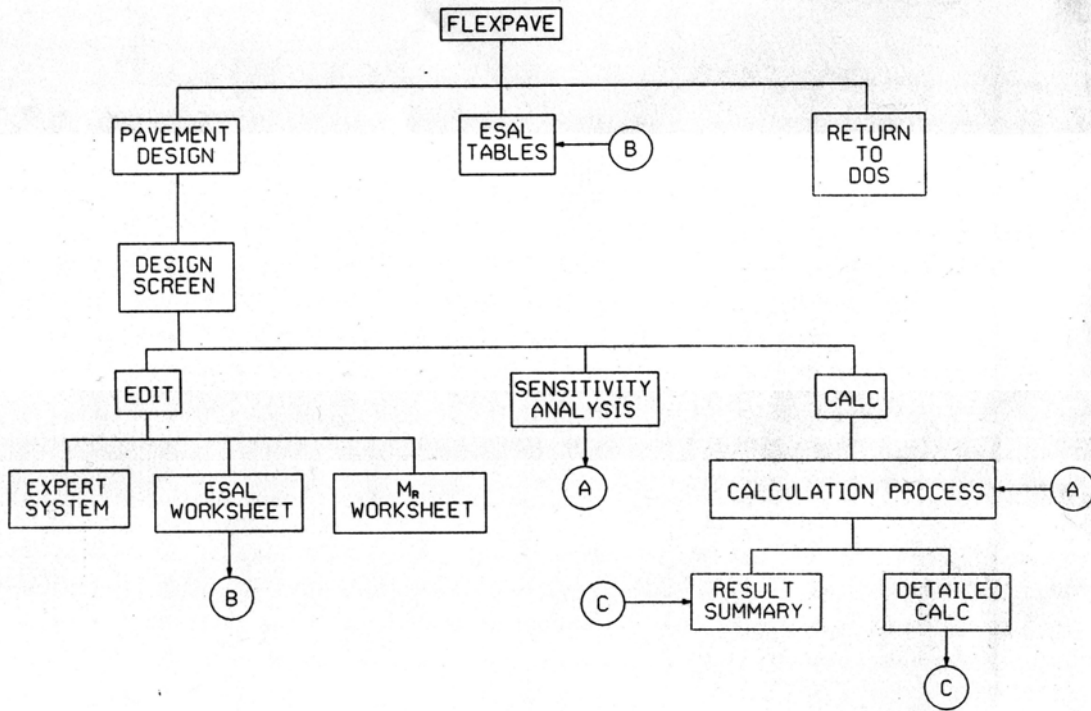 FLEXPAVE
PAVEMENT
DESIGN
ESAL
TABLES
B
RETURN
TO
DOS
DESIGN
SCREEN
EDIT
SENSITIVITY
ANALYSIS
CALC
EXPERT
SYSTEM
ESAL
WORKSHEET
MR
WORKSHEET
A
CALCULATION PROCESS
A
B
C
RESULT
SUMMARY
DETAILED
CALC
C